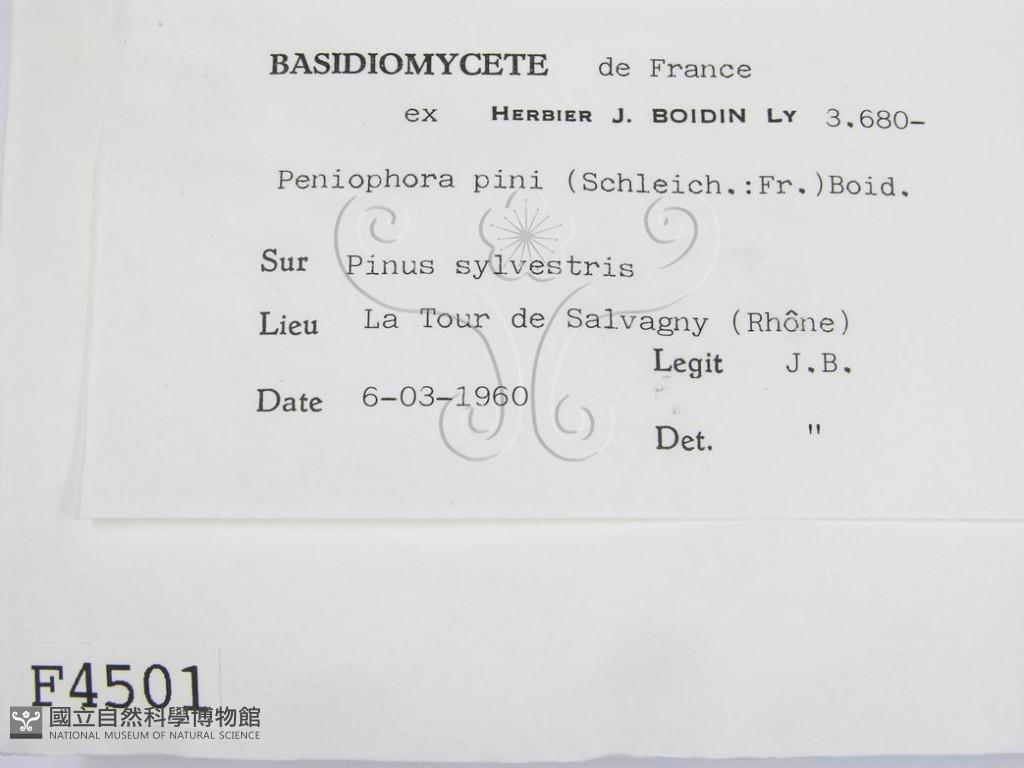 BASIDIOMYCETE de France
ex HERBIER J. BOIDIN LY 3.680-
Peniophora pini (Schleich.:Fr.)Boid.
Sur Pinus sylvestris
Lieu La Tour de Salvagny (Rhône)
Legit J.B.
Date 6-03-1960
Det. "
F4501
國立自然科學博物館
NATIONAL MUSEUM OF NATURAL SCIENCE